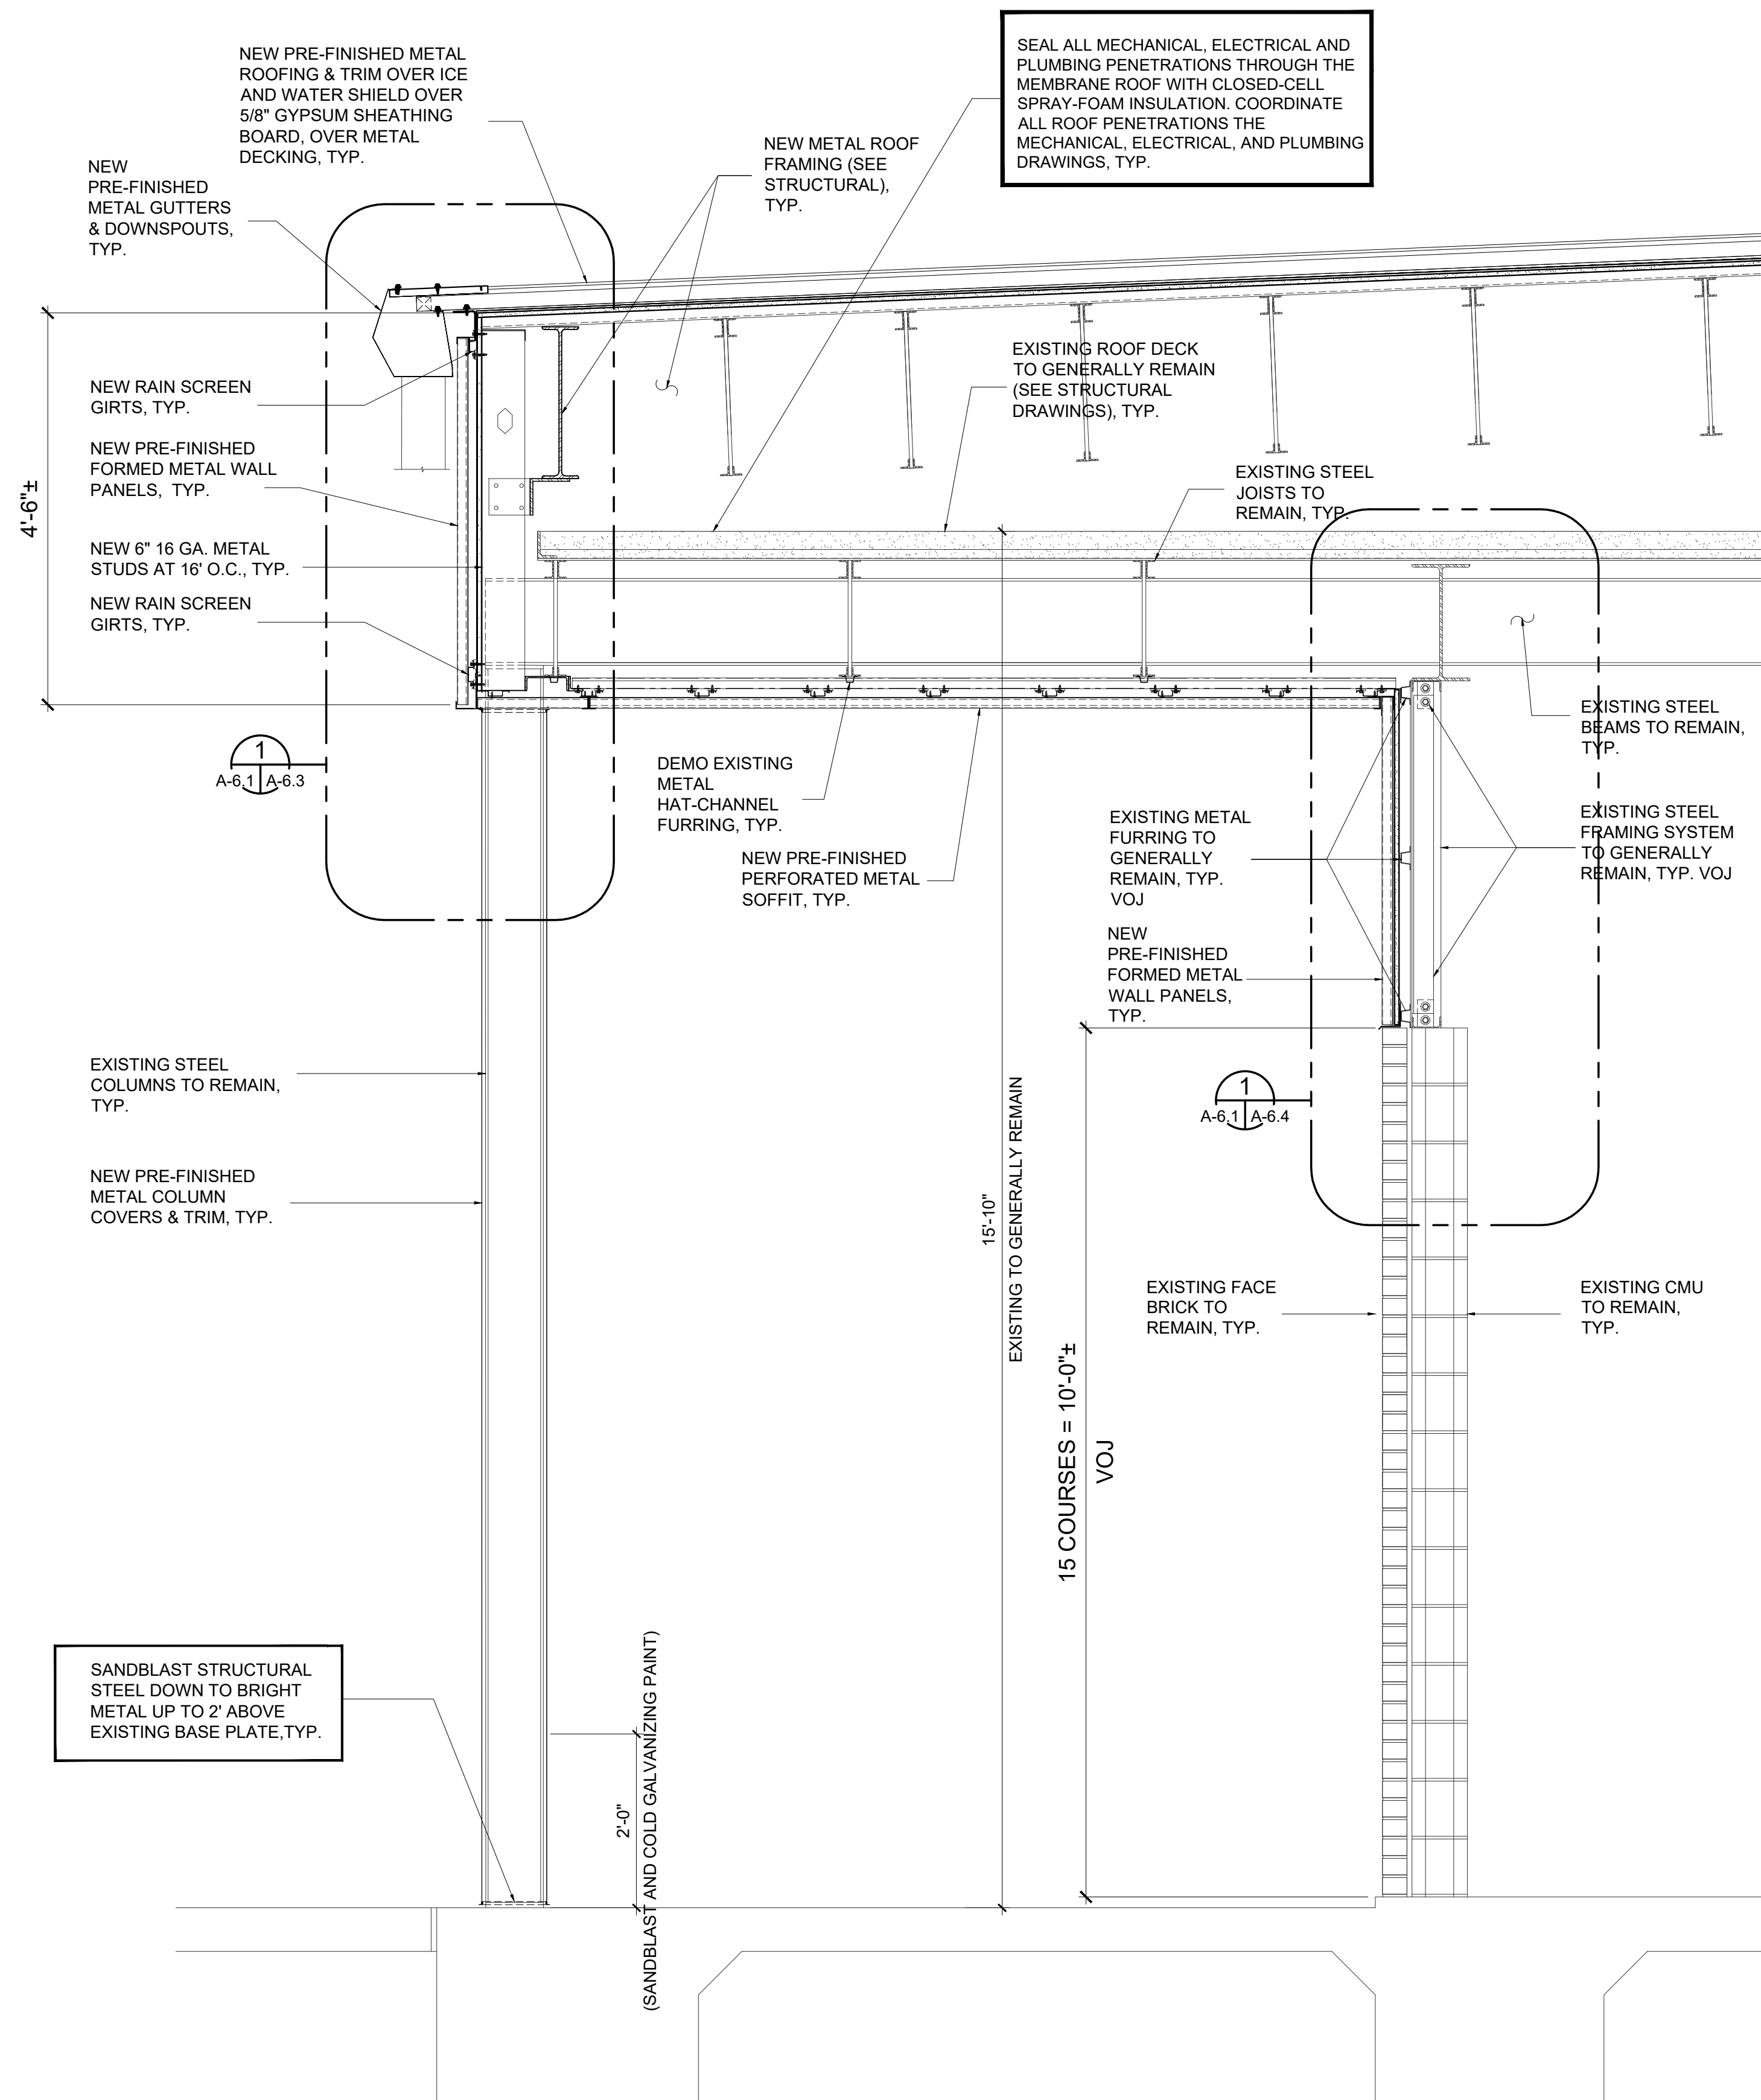 NEW PRE-FINISHED METAL
ROOFING & TRIM OVER ICE
AND WATER SHIELD OVER
5/8" GYPSUM SHEATHING
BOARD, OVER METAL
DECKING, TYP.
SEAL ALL MECHANICAL, ELECTRICAL AND
PLUMBING PENETRATIONS THROUGH THE
MEMBRANE ROOF WITH CLOSED-CELL
SPRAY-FOAM INSULATION. COORDINATE
ALL ROOF PENETRATIONS THE
MECHANICAL, ELECTRICAL, AND PLUMBING
DRAWINGS, TYP.
NEW METAL ROOF
FRAMING (SEE
STRUCTURAL),
TYP.
NEW
PRE-FINISHED
METAL GUTTERS
& DOWNSPOUTS,
TYP.
EXISTING ROOF DECK
TO GENERALLY REMAIN
(SEE STRUCTURAL
DRAWINGS), TYP.
NEW RAIN SCREEN
GIRTS, TYP.
NEW PRE-FINISHED
FORMED METAL WALL
PANELS, TYP.
4'-6"±
EXISTING STEEL
JOISTS TO
REMAIN, TYP.
NEW 6" 16 GA. METAL
STUDS AT 16' O.C., TYP.
NEW RAIN SCREEN
GIRTS, TYP.
EXISTING STEEL
BEAMS TO REMAIN,
TYP.
1
A-6.1 A-6.3
DEMO EXISTING
METAL
HAT-CHANNEL
FURRING, TYP.
NEW PRE-FINISHED
PERFORATED METAL
SOFFIT, TYP.
EXISTING METAL
FURRING TO
GENERALLY
REMAIN, TYP.
VOJ
EXISTING STEEL
FRAMING SYSTEM
TO GENERALLY
REMAIN, TYP. VOJ
NEW
PRE-FINISHED
FORMED METAL
WALL PANELS,
TYP.
EXISTING STEEL
COLUMNS TO REMAIN,
TYP.
1
A-6.1 A-6.4
NEW PRE-FINISHED
METAL COLUMN
COVERS & TRIM, TYP.
15'-10"
EXISTING TO GENERALLY REMAIN
EXISTING FACE
BRICK TO
REMAIN, TYP.
EXISTING CMU
TO REMAIN,
TYP.
15 COURSES = 10'-0"±
VOJ
SANDBLAST STRUCTURAL
STEEL DOWN TO BRIGHT
METAL UP TO 2' ABOVE
EXISTING BASE PLATE,TYP.
2'-0"
(SANDBLAST AND COLD GALVANIZING PAINT)